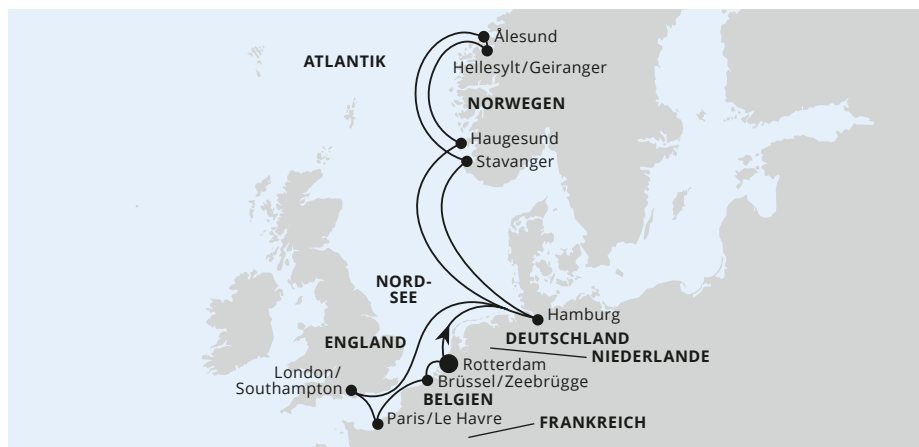 Ålesund
ATLANTIK
Hellesylt/Geiranger
NORWEGEN
Haugesund
Stavanger
NORD-
SEE
Hamburg
DEUTSCHLAND
ENGLAND
NIEDERLANDE
Rotterdam
London/
Southampton
Brüssel/Zeebrügge
BELGIEN
Paris/Le Havre
FRANKREICH